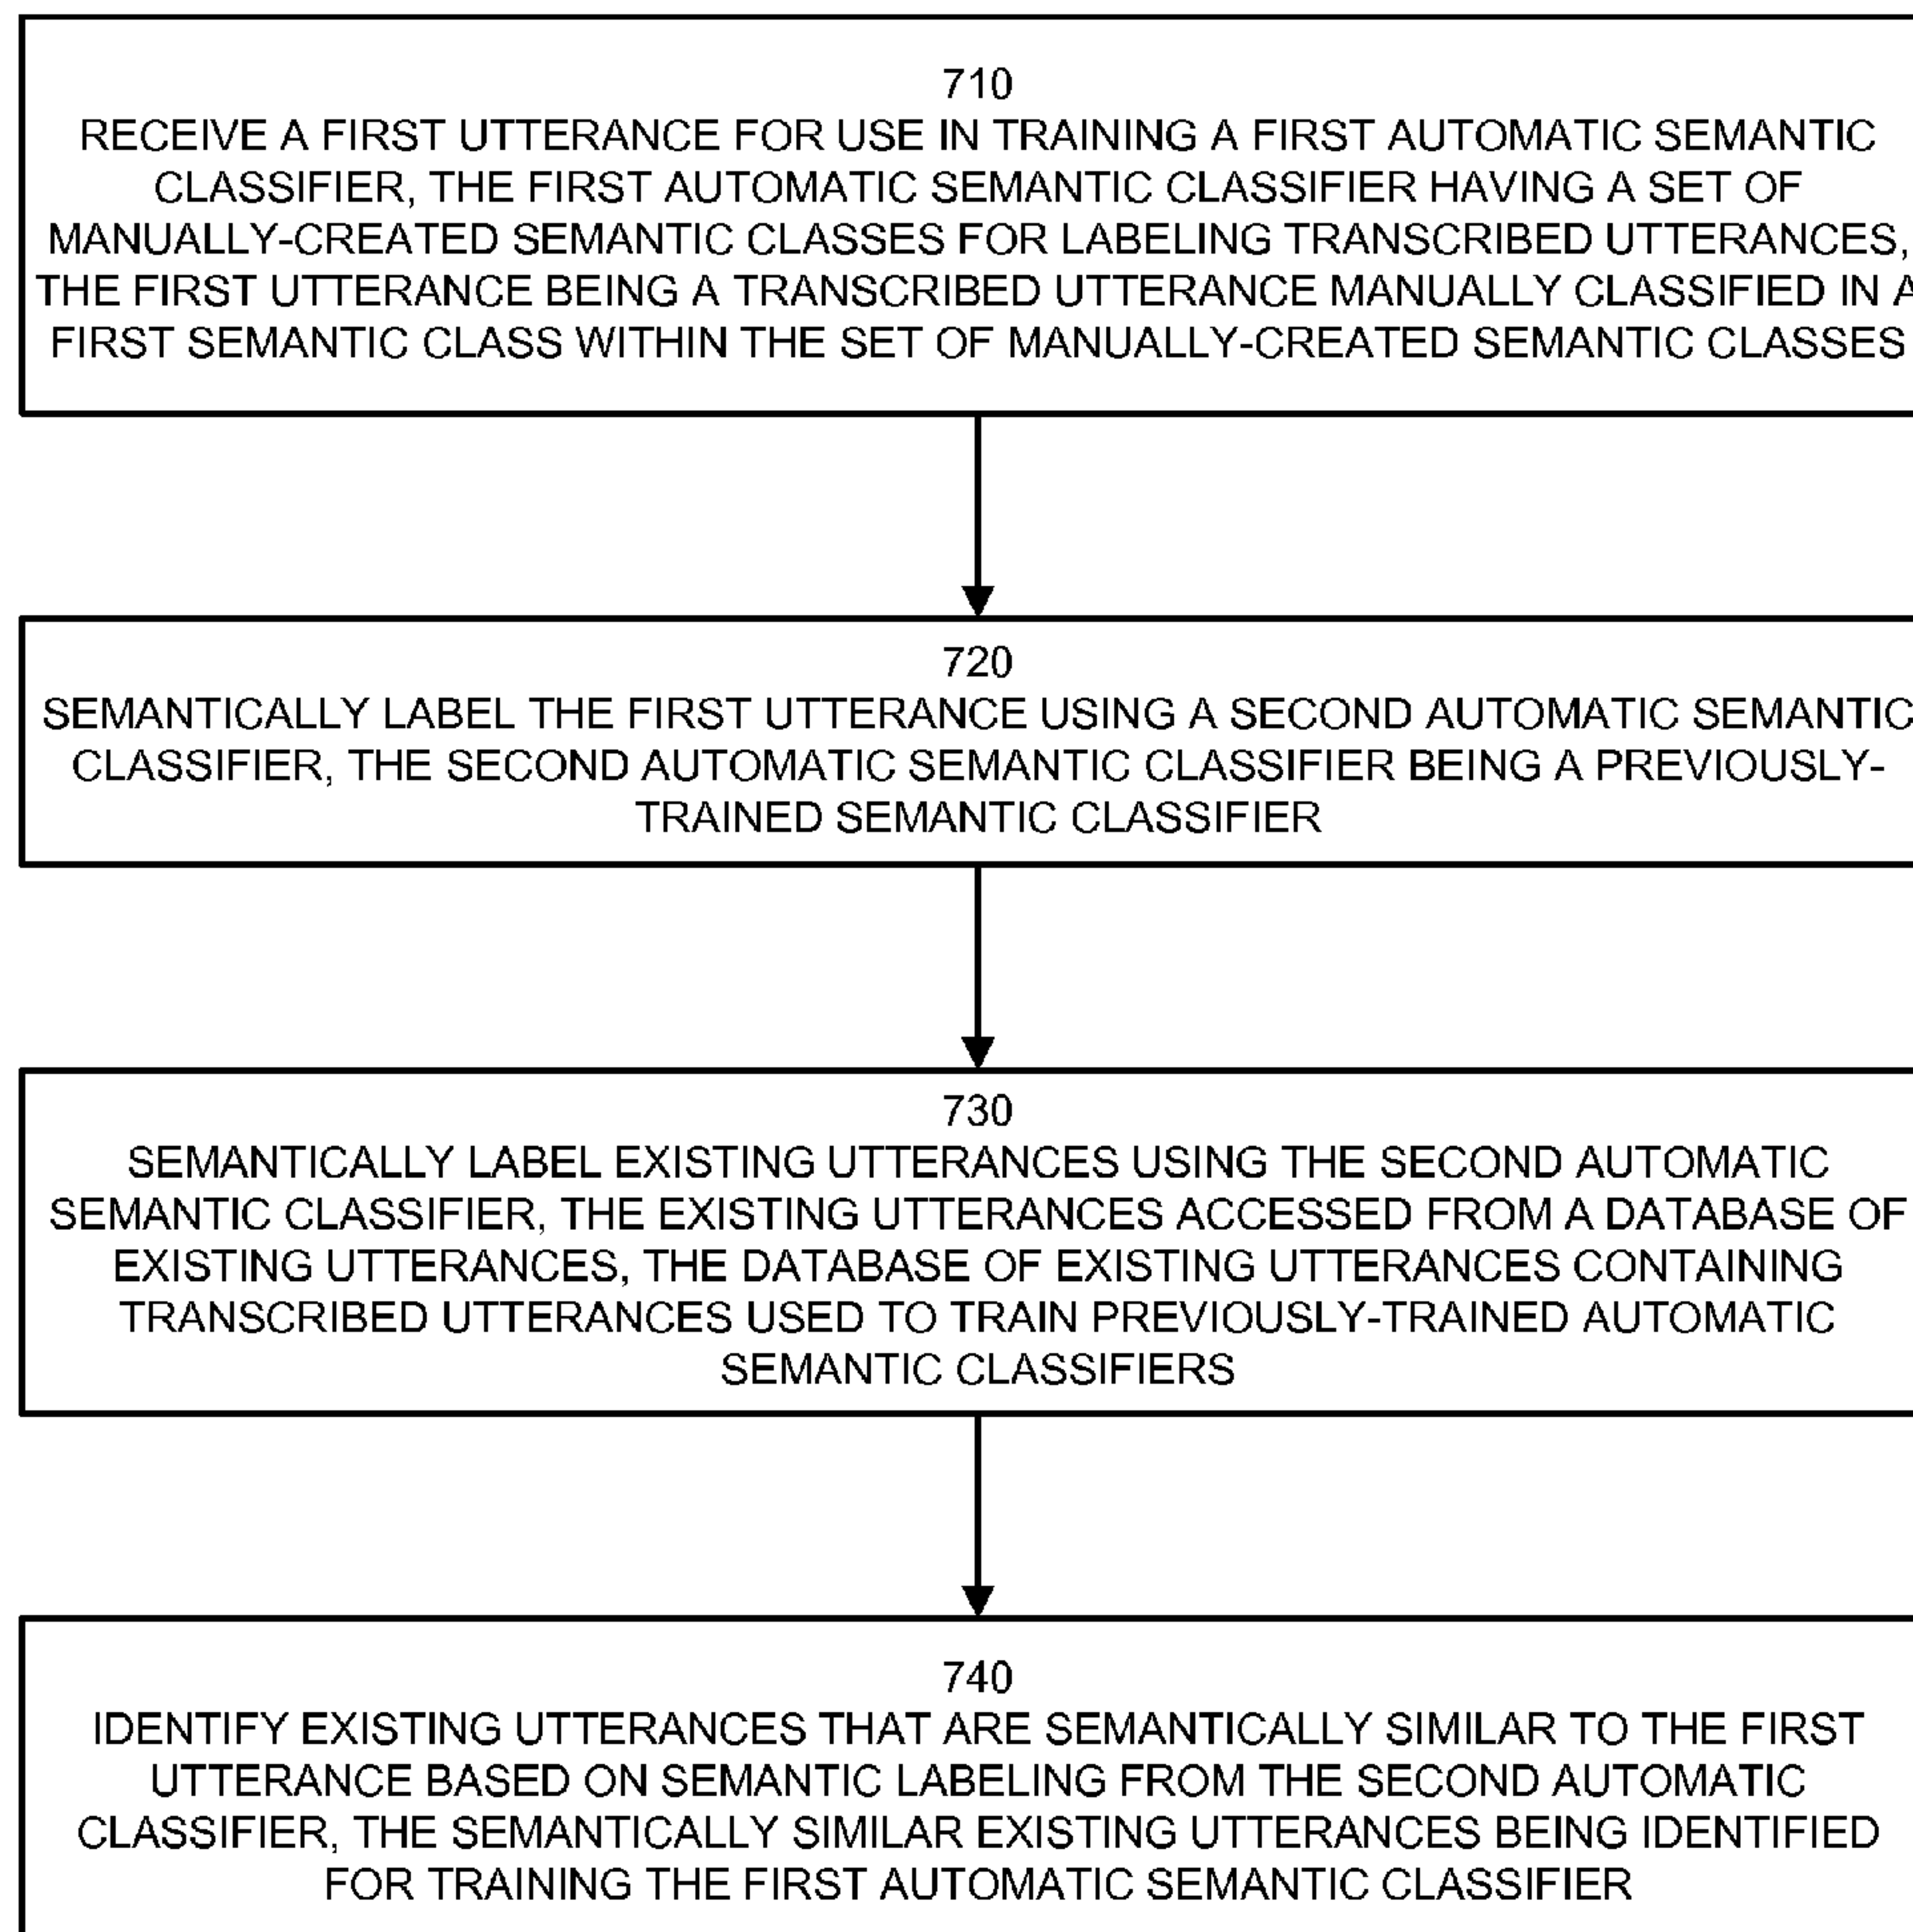 710
RECEIVE A FIRST UTTERANCE FOR USE IN TRAINING A FIRST AUTOMATIC SEMANTIC
CLASSIFIER, THE FIRST AUTOMATIC SEMANTIC CLASSIFIER HAVING A SET OF
MANUALLY-CREATED SEMANTIC CLASSES FOR LABELING TRANSCRIBED UTTERANCES,
THE FIRST UTTERANCE BEING A TRANSCRIBED UTTERANCE MANUALLY CLASSIFIED IN A
FIRST SEMANTIC CLASS WITHIN THE SET OF MANUALLY-CREATED SEMANTIC CLASSES
720
SEMANTICALLY LABEL THE FIRST UTTERANCE USING A SECOND AUTOMATIC SEMANTIC
CLASSIFIER, THE SECOND AUTOMATIC SEMANTIC CLASSIFIER BEING A PREVIOUSLY-
TRAINED SEMANTIC CLASSIFIER
730
SEMANTICALLY LABEL EXISTING UTTERANCES USING THE SECOND AUTOMATIC
SEMANTIC CLASSIFIER, THE EXISTING UTTERANCES ACCESSED FROM A DATABASE OF
EXISTING UTTERANCES, THE DATABASE OF EXISTING UTTERANCES CONTAINING
TRANSCRIBED UTTERANCES USED TO TRAIN PREVIOUSLY-TRAINED AUTOMATIC
SEMANTIC CLASSIFIERS
740
IDENTIFY EXISTING UTTERANCES THAT ARE SEMANTICALLY SIMILAR TO THE FIRST
UTTERANCE BASED ON SEMANTIC LABELING FROM THE SECOND AUTOMATIC
CLASSIFIER, THE SEMANTICALLY SIMILAR EXISTING UTTERANCES BEING IDENTIFIED
FOR TRAINING THE FIRST AUTOMATIC SEMANTIC CLASSIFIER